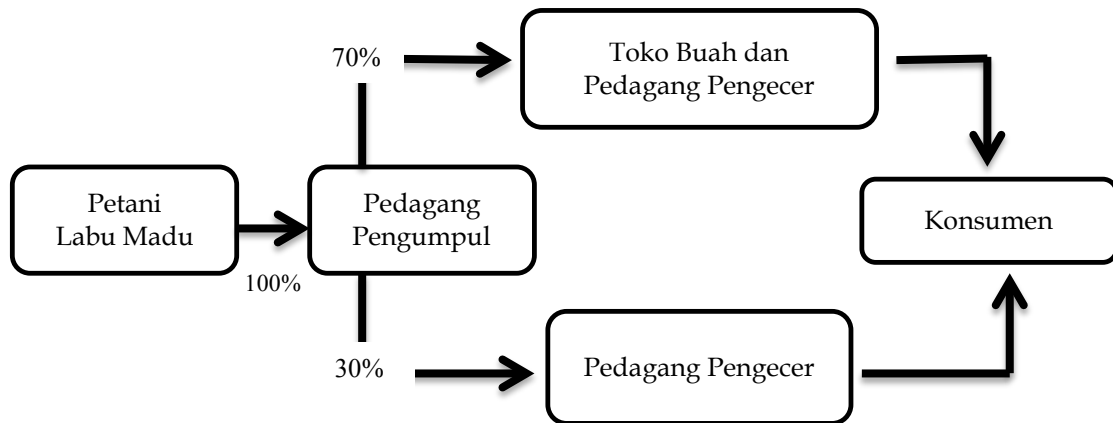 70%
Toko Buah dan
Pedagang Pengecer
Petani
Labu Madu
100%
Pedagang
Pengumpul
Konsumen
30%
Pedagang Pengecer